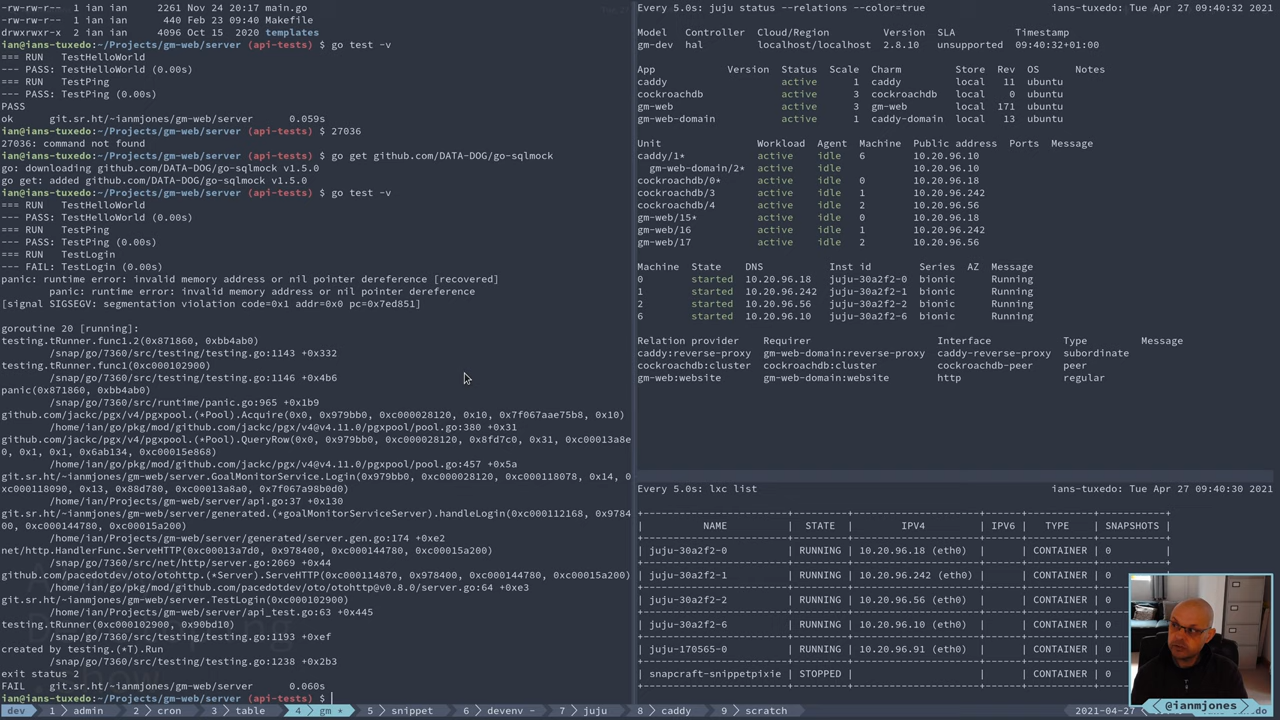 -rw-rw-r-- 1 ian ian 2261 Nov 24 20:17 main.go
-rw-rw-r-- 1 ian ian 440 Feb 23 09:40 Makefile
drwxrwxr-x 2 ian ian 4096 Oct 15 2020 templates
ian@ians-tuxedo:~/Projects/gm-web/server (api-tests) $ go test -v
=== RUN TestHelloWorld
--- PASS: TestHelloWorld (0.00s)
=== RUN TestPing
--- PASS: TestPing (0.00s)
PASS
ok git.sr.ht/~ianmjones/gm-web/server 0.059s
ian@ians-tuxedo:~/Projects/gm-web/server (api-tests) $ 27036
27036: command not found
ian@ians-tuxedo:~/Projects/gm-web/server (api-tests) $ go get github.com/DATA-DOG/go-sqlmock
go: downloading github.com/DATA-DOG/go-sqlmock v1.5.0
go get: added github.com/DATA-DOG/go-sqlmock v1.5.0
ian@ians-tuxedo:~/Projects/gm-web/server (api-tests) $ go test -v
=== RUN TestHelloWorld
--- PASS: TestHelloWorld (0.00s)
=== RUN TestPing
--- PASS: TestPing (0.00s)
=== RUN TestLogin
--- FAIL: TestLogin (0.00s)
panic: runtime error: invalid memory address or nil pointer dereference [recovered]
panic: runtime error: invalid memory address or nil pointer dereference
[signal SIGSEGV: segmentation violation code=0x1 addr=0x0 pc=0x7ed851]
goroutine 20 [running]:
testing.tRunner.func1.2(0x871860, 0xbb4ab0)
/snap/go/7360/src/testing/testing.go:1143 +0x332
testing.tRunner.func1(0xc000102900)
/snap/go/7360/src/testing/testing.go:1146 +0x4b6
panic(0x871860, 0xbb4ab0)
/snap/go/7360/src/runtime/panic.go:965 +0x1b9
github.com/jackc/pgx/v4/pgxpool.(*Pool).Acquire(0x0, 0x979bb0, 0xc000028120, 0x10, 0x7f067aae75b8, 0x10)
/home/ian/go/pkg/mod/github.com/jackc/pgx/v4@v4.11.0/pgxpool/pool.go:380 +0x31
github.com/jackc/pgx/v4/pgxpool.(*Pool).QueryRow(0x0, 0x979bb0, 0xc000028120, 0x8fd7c0, 0x31, 0xc00013a8e
0, 0x1, 0x1, 0x6ab134, 0xc00015e868)
/home/ian/go/pkg/mod/github.com/jackc/pgx/v4@v4.11.0/pgxpool/pool.go:457 +0x5a
git.sr.ht/~ianmjones/gm-web/server.GoalMonitorService.Login(0x979bb0, 0xc000028120, 0xc000118078, 0x14, 0
xc000118090, 0x13, 0x88d780, 0xc00013a8a0, 0x7f067a98b0d0)
/home/ian/Projects/gm-web/server/api.go:37 +0x130
git.sr.ht/~ianmjones/gm-web/server/generated.(*goalMonitorServiceServer).handleLogin(0xc000112168, 0x9784
00, 0xc000144780, 0xc00015a200)
/home/ian/Projects/gm-web/server/generated/server.gen.go:174 +0xe2
net/http.HandlerFunc.ServeHTTP(0xc00013a7d0, 0x978400, 0xc000144780, 0xc00015a200)
/snap/go/7360/src/net/http/server.go:2069 +0x44
github.com/pacedotdev/oto/otohttp.(*Server).ServeHTTP(0xc000114870, 0x978400, 0xc000144780, 0xc00015a200)
/home/ian/go/pkg/mod/github.com/pacedotdev/oto@v0.8.0/server.go:64 +0xe3
git.sr.ht/~ianmjones/gm-web/server.TestLogin(0xc000102900)
/home/ian/Projects/gm-web/server/api_test.go:63 +0x445
testing.tRunner(0xc000102900, 0x90bd10)
/snap/go/7360/src/testing/testing.go:1193 +0xef
created by testing.(*T).Run
/snap/go/7360/src/testing/testing.go:1238 +0x2b3
exit status 2
FAIL git.sr.ht/~ianmjones/gm-web/server 0.060s
ian@ians-tuxedo:~/Projects/gm-web/server (api-tests) $
Every 5.0s: juju status --relations --color=true ians-tuxedo: Tue Apr 27 09:40:32 2021
Model Controller Cloud/Region Version SLA Timestamp
gm-dev hal localhost/localhost 2.8.10 unsupported 09:40:32+01:00
App Version Status Scale Charm Store Rev OS Notes
caddy active 1 caddy local 11 ubuntu
cockroachdb active 3 cockroachdb local 0 ubuntu
gm-web active 3 gm-web local 171 ubuntu
gm-web-domain active 1 caddy-domain local 13 ubuntu
Unit Workload Agent Machine Public address Ports Message
caddy/1* active idle 6 10.20.96.10
gm-web-domain/2* active idle 10.20.96.10
cockroachdb/0* active idle 0 10.20.96.18
cockroachdb/3 active idle 1 10.20.96.242
cockroachdb/4 active idle 2 10.20.96.56
gm-web/15* active idle 0 10.20.96.18
gm-web/16 active idle 1 10.20.96.242
gm-web/17 active idle 2 10.20.96.56
Machine State DNS Inst id Series AZ Message
0 started 10.20.96.18 juju-30a2f2-0 bionic Running
1 started 10.20.96.242 juju-30a2f2-1 bionic Running
2 started 10.20.96.56 juju-30a2f2-2 bionic Running
6 started 10.20.96.10 juju-30a2f2-6 bionic Running
Relation provider Requirer Interface Type Message
caddy:reverse-proxy gm-web-domain:reverse-proxy caddy-reverse-proxy subordinate
cockroachdb:cluster cockroachdb:cluster cockroachdb-peer peer
gm-web:website gm-web-domain:website http regular
Every 5.0s: lxc list ians-tuxedo: Tue Apr 27 09:40:30 2021
| NAME | STATE | IPV4 | IPV6 | TYPE | SNAPSHOTS |
| juju-30a2f2-0 | RUNNING | 10.20.96.18 (eth0) | | CONTAINER | 0 |
| juju-30a2f2-1 | RUNNING | 10.20.96.242 (eth0) | | CONTAINER | 0
| juju-30a2f2-2 | RUNNING | 10.20.96.56 (eth0) | | CONTAINER | 0
| juju-30a2f2-6 | RUNNING | 10.20.96.10 (eth0) | | CONTAINER | 0
| juju-170565-0 | RUNNING | 10.20.96.91 (eth0) | | CONTAINER | 0
| snapcraft-snippetpixie | STOPPED | | | CONTAINER | 0
dev 1 admin 2 cron 3 table 4 gm * 5 snippet 6 devenv - 7 juju 8 caddy 9 scratch 2021-04-27
@ianmjones